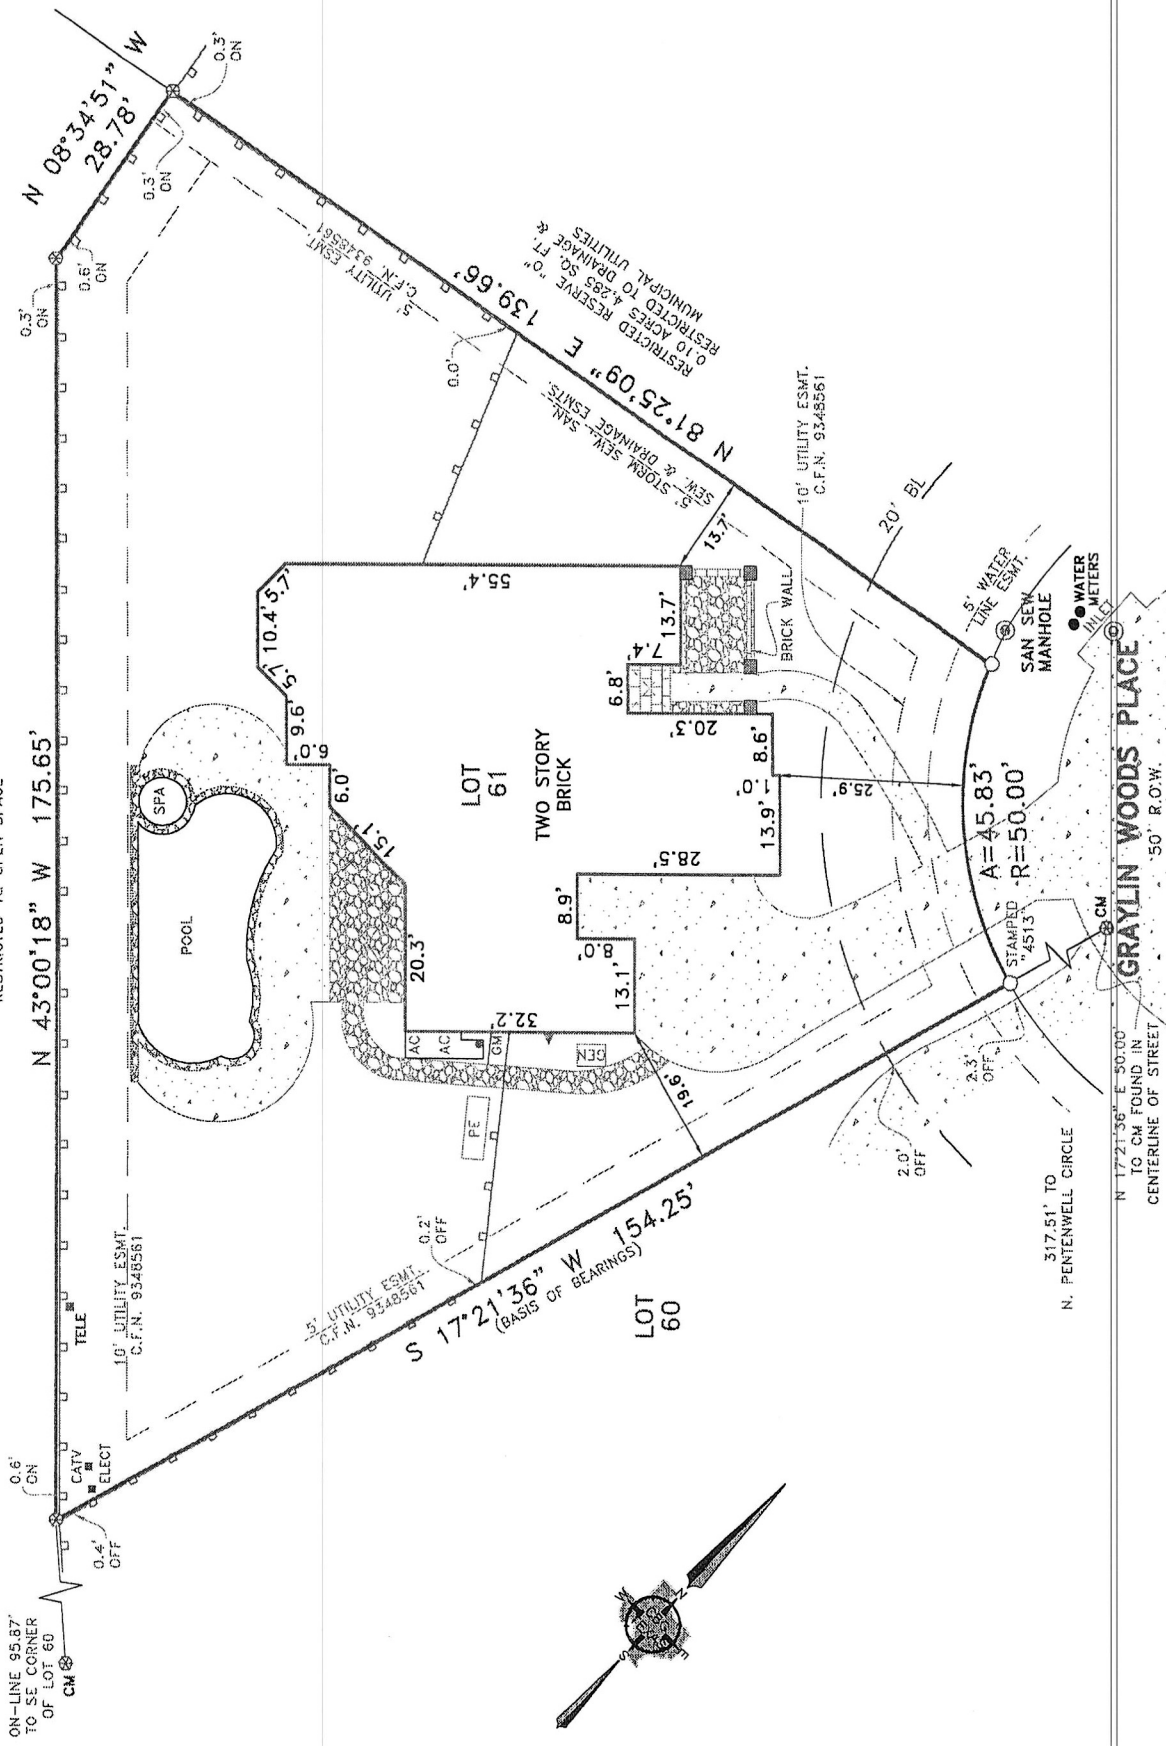 ON-LINE 95.87'
TO SE CORNER
OF LOT 60
CM
0.6'
ON
0.4'
OFF
CATV
ELECT
TELE
N 43°00'18" W 175.65'
0.3'
ON
0.6'
ON
N 08°34'51" W
28.78'
0.3'
ON
0.3'
ON
10' UTILITY ESMT.
C.F.N. 9348561
5' UTILITY ESMT.
C.F.N. 9348561
S 17°21'36" W 154.25'
(BASIS OF BEARINGS)
0.2'
OFF
LOT
60
POOL
SPA
PE
AC
AC
GM
GEN
LOT
61
TWO STORY
BRICK
20.3'
15.1'
6.0'
6.0'
9.6'
5.7'
10.4'
5.7'
55.4'
13.7'
7.4'
6.8'
20.3'
8.6'
1.0'
13.9'
28.5'
8.9'
8.0'
13.1'
32.2'
19.6'
25.9'
13.7'
0.0'
5' UTILITY ESMT.
C.F.N. 9348561
N 81°25'09" E 139.66'
RESTRICTED RESERVE "O"
0.10 ACRES 4,285 SQ. FT.
RESTRICTED TO DRAINAGE &
MUNICIPAL UTILITIES
5' STORM SEW. SAN.
SEW. & DRAINAGE ESMTS.
10' UTILITY ESMT.
C.F.N. 9348561
BRICK WALL
20' BL
5' WATER
LINE ESMT.
SAN SEW
MANHOLE
WATER
METERS
INLET
A=45.83'
R=50.00'
STAMPED
"4513"
CM
GRAYLIN WOODS PLACE
50' R.O.W.
2.3'
OFF
2.0'
OFF
317.51' TO
N. PENTENWELL CIRCLE
N 17°21'36" E 50.00'
TO CM FOUND IN
CENTERLINE OF STREET
W
N
S
E